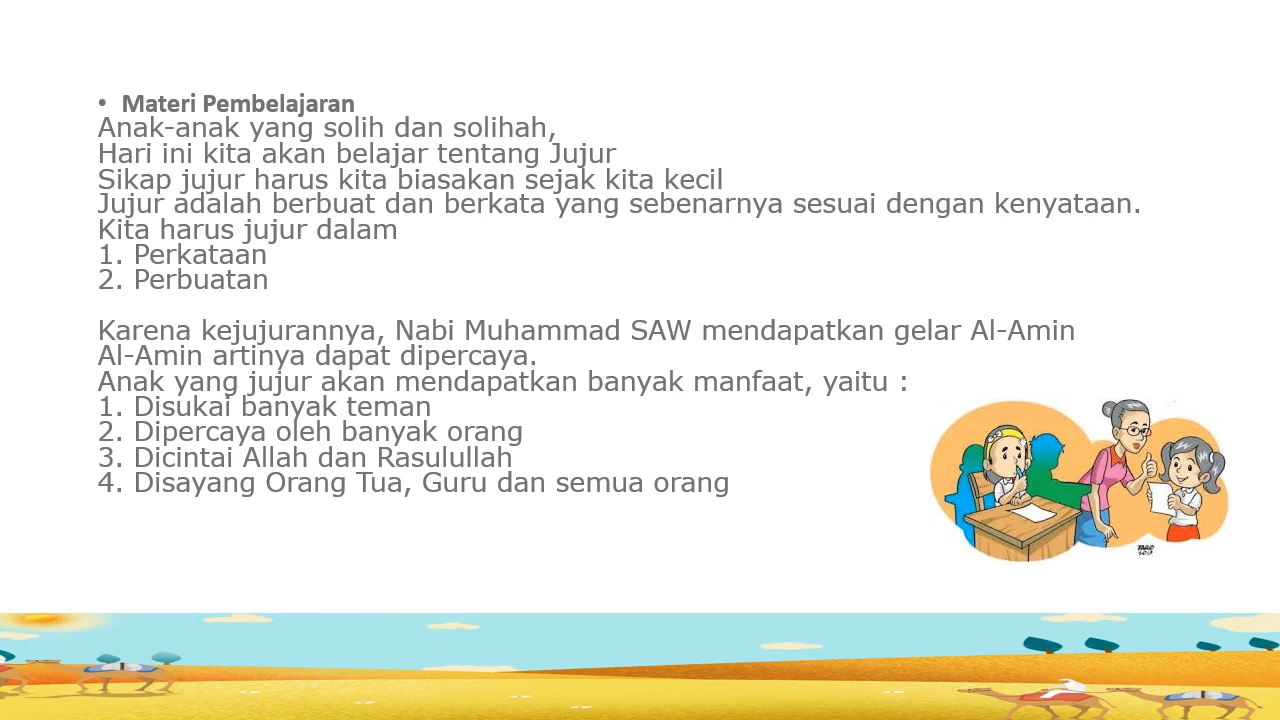 • Materi Pembelajaran
Anak-anak yang solih dan solihah,
Hari ini kita akan belajar tentang Jujur
Sikap jujur harus kita biasakan sejak kita kecil
Jujur adalah berbuat dan berkata yang sebenarnya sesuai dengan kenyataan.
Kita harus jujur dalam
1. Perkataan
2. Perbuatan
Karena kejujurannya, Nabi Muhammad SAW mendapatkan gelar Al-Amin
Al-Amin artinya dapat dipercaya.
Anak yang jujur akan mendapatkan banyak manfaat, yaitu :
1. Disukai banyak teman
2. Dipercaya oleh banyak orang
3. Dicintai Allah dan Rasulullah
4. Disayang Orang Tua, Guru dan semua orang